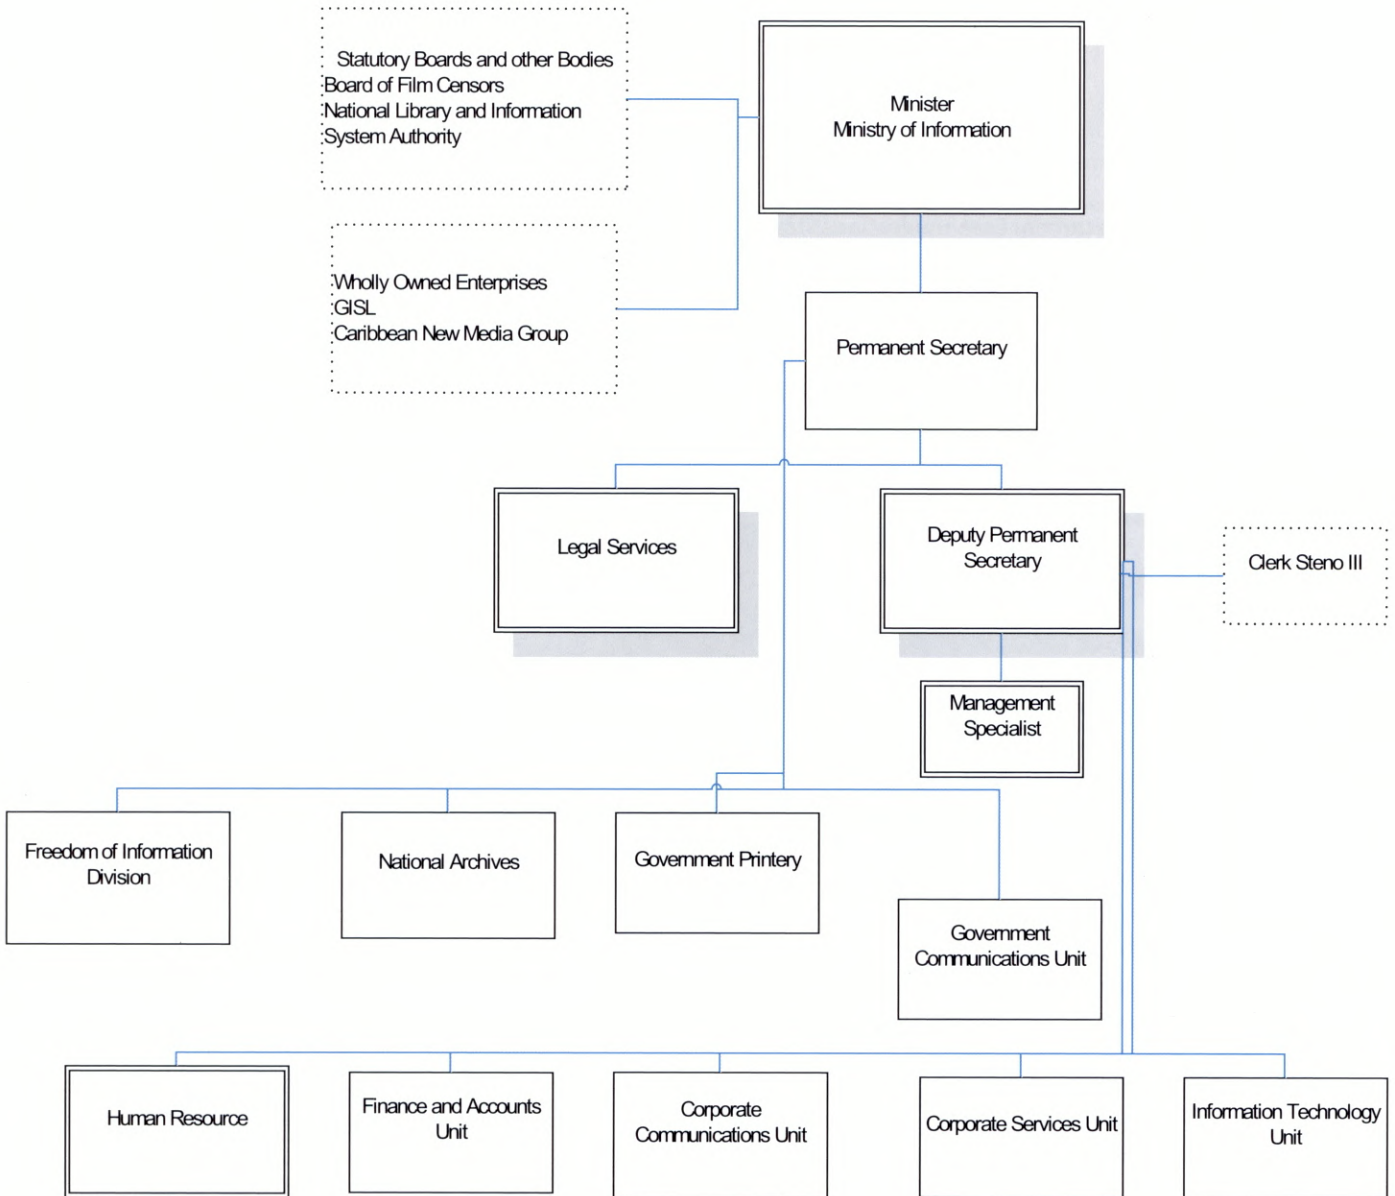 Statutory Boards and other Bodies
Board of Film Censors
National Library and Information
System Authority
Minister
Ministry of Information
Wholly Owned Enterprises
GISL
Caribbean New Media Group
Permanent Secretary
Legal Services
Deputy Permanent
Secretary
Clerk Steno III
Management
Specialist
Freedom of Information
Division
National Archives
Government Printery
Government
Communications Unit
Human Resource
Finance and Accounts
Unit
Corporate
Communications Unit
Corporate Services Unit
Information Technology
Unit